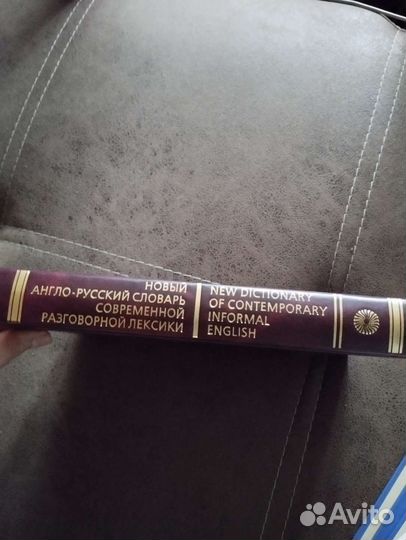 НОВЫЙ
АНГЛО-РУССКИЙ СЛОВАРЬ
СОВРЕМЕННОЙ
РАЗГОВОРНОЙ ЛЕКСИКИ
NEW DICTIONARY
OF CONTEMPORARY
INFORMAL
ENGLISH
Avito